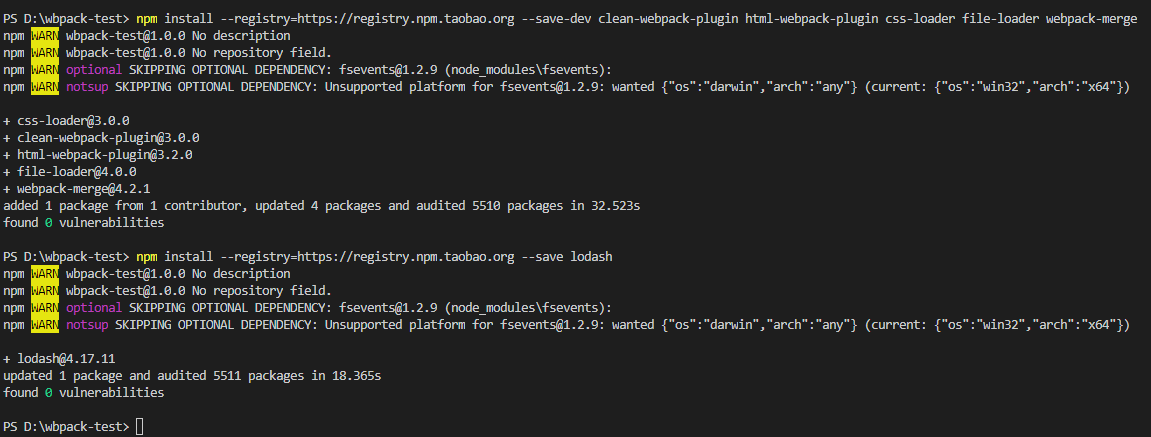 PS D:\wbpack-test> npm install --registry=https://registry.npm.taobao.org --save-dev clean-webpack-plugin html-webpack-plugin css-loader file-loader webpack-merge
npm WARN wbpack-test@1.0.0 No description
npm WARN wbpack-test@1.0.0 No repository field.
npm WARN optional SKIPPING OPTIONAL DEPENDENCY: fsevents@1.2.9 (node_modules\fsevents):
npm WARN notsup SKIPPING OPTIONAL DEPENDENCY: Unsupported platform for fsevents@1.2.9: wanted {"os":"darwin","arch":"any"} (current: {"os":"win32","arch":"x64"})
+ css-loader@3.0.0
+ clean-webpack-plugin@3.0.0
+ html-webpack-plugin@3.2.0
+ file-loader@4.0.0
+ webpack-merge@4.2.1
added 1 package from 1 contributor, updated 4 packages and audited 5510 packages in 32.523s
found 0 vulnerabilities
PS D:\wbpack-test> npm install --registry=https://registry.npm.taobao.org --save lodash
npm WARN wbpack-test@1.0.0 No description
npm WARN wbpack-test@1.0.0 No repository field.
npm WARN optional SKIPPING OPTIONAL DEPENDENCY: fsevents@1.2.9 (node_modules\fsevents):
npm WARN notsup SKIPPING OPTIONAL DEPENDENCY: Unsupported platform for fsevents@1.2.9: wanted {"os":"darwin","arch":"any"} (current: {"os":"win32","arch":"x64"})
+ lodash@4.17.11
updated 1 package and audited 5511 packages in 18.365s
found 0 vulnerabilities
PS D:\wbpack-test>